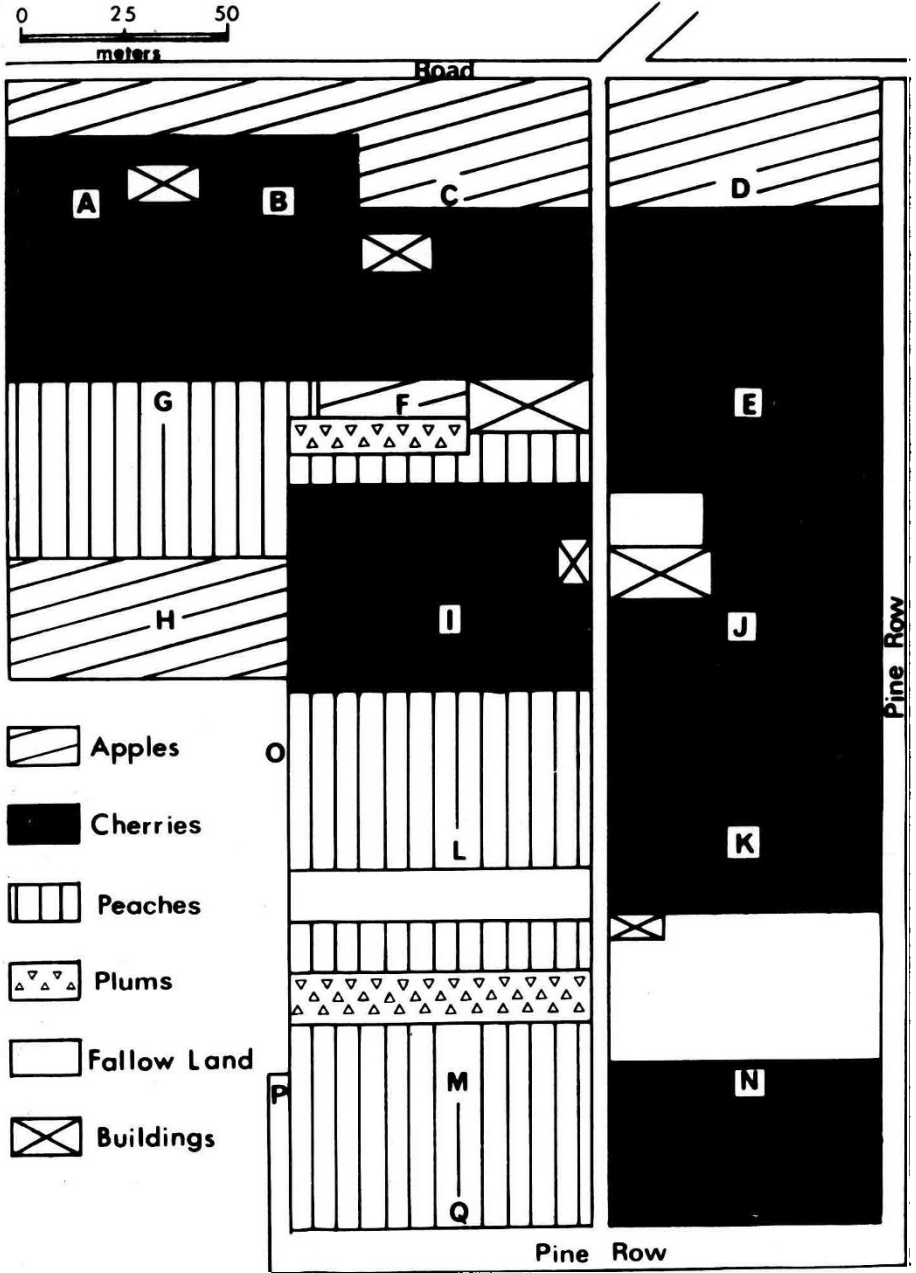 0 25 50
meters
Road
A
B
C
D
G
F
E
H
I
J
Pine Row
Apples
O
Cherries
K
L
Peaches
Plums
Fallow Land
M
N
P
Buildings
Q
Pine Row